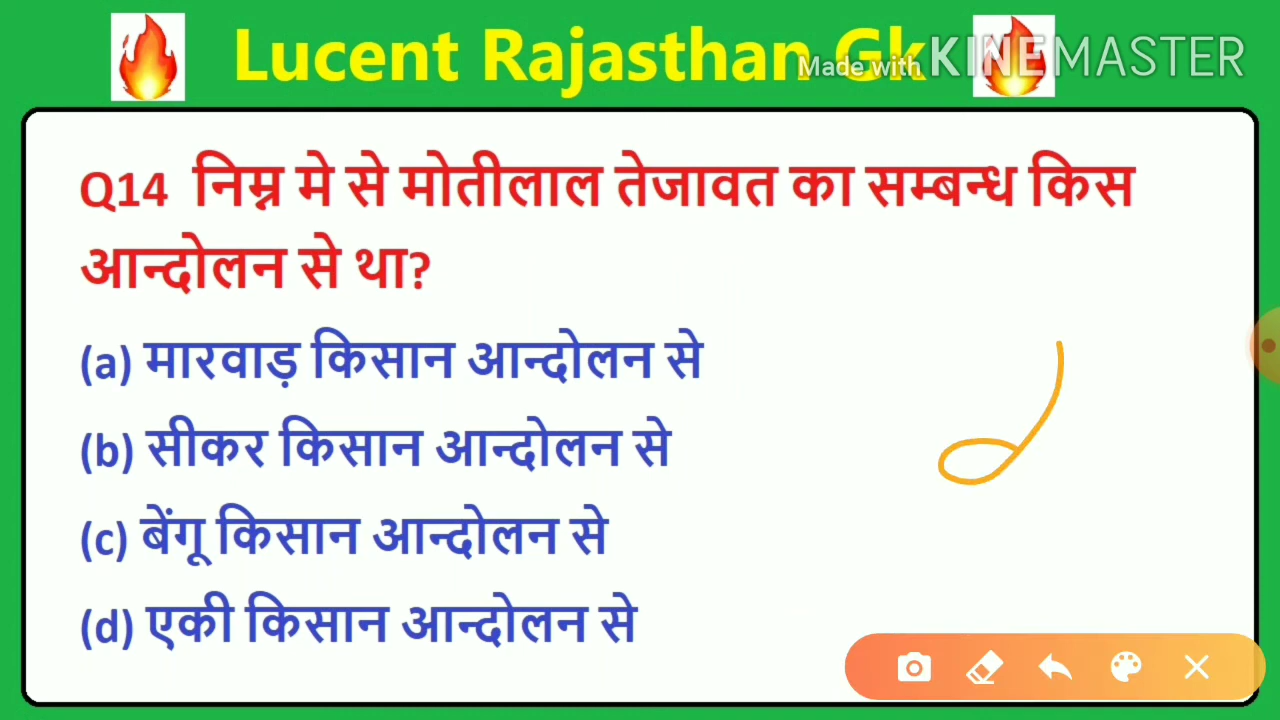 Lucent Rajasthan Gk
Made with KINEMASTER
Q14 निम्न मे से मोतीलाल तेजावत का सम्बन्ध किस
आन्दोलन से था?
(a) मारवाड़ किसान आन्दोलन से
(b) सीकर किसान आन्दोलन से
(c) बेंगू किसान आन्दोलन से
(d) एकी किसान आन्दोलन से